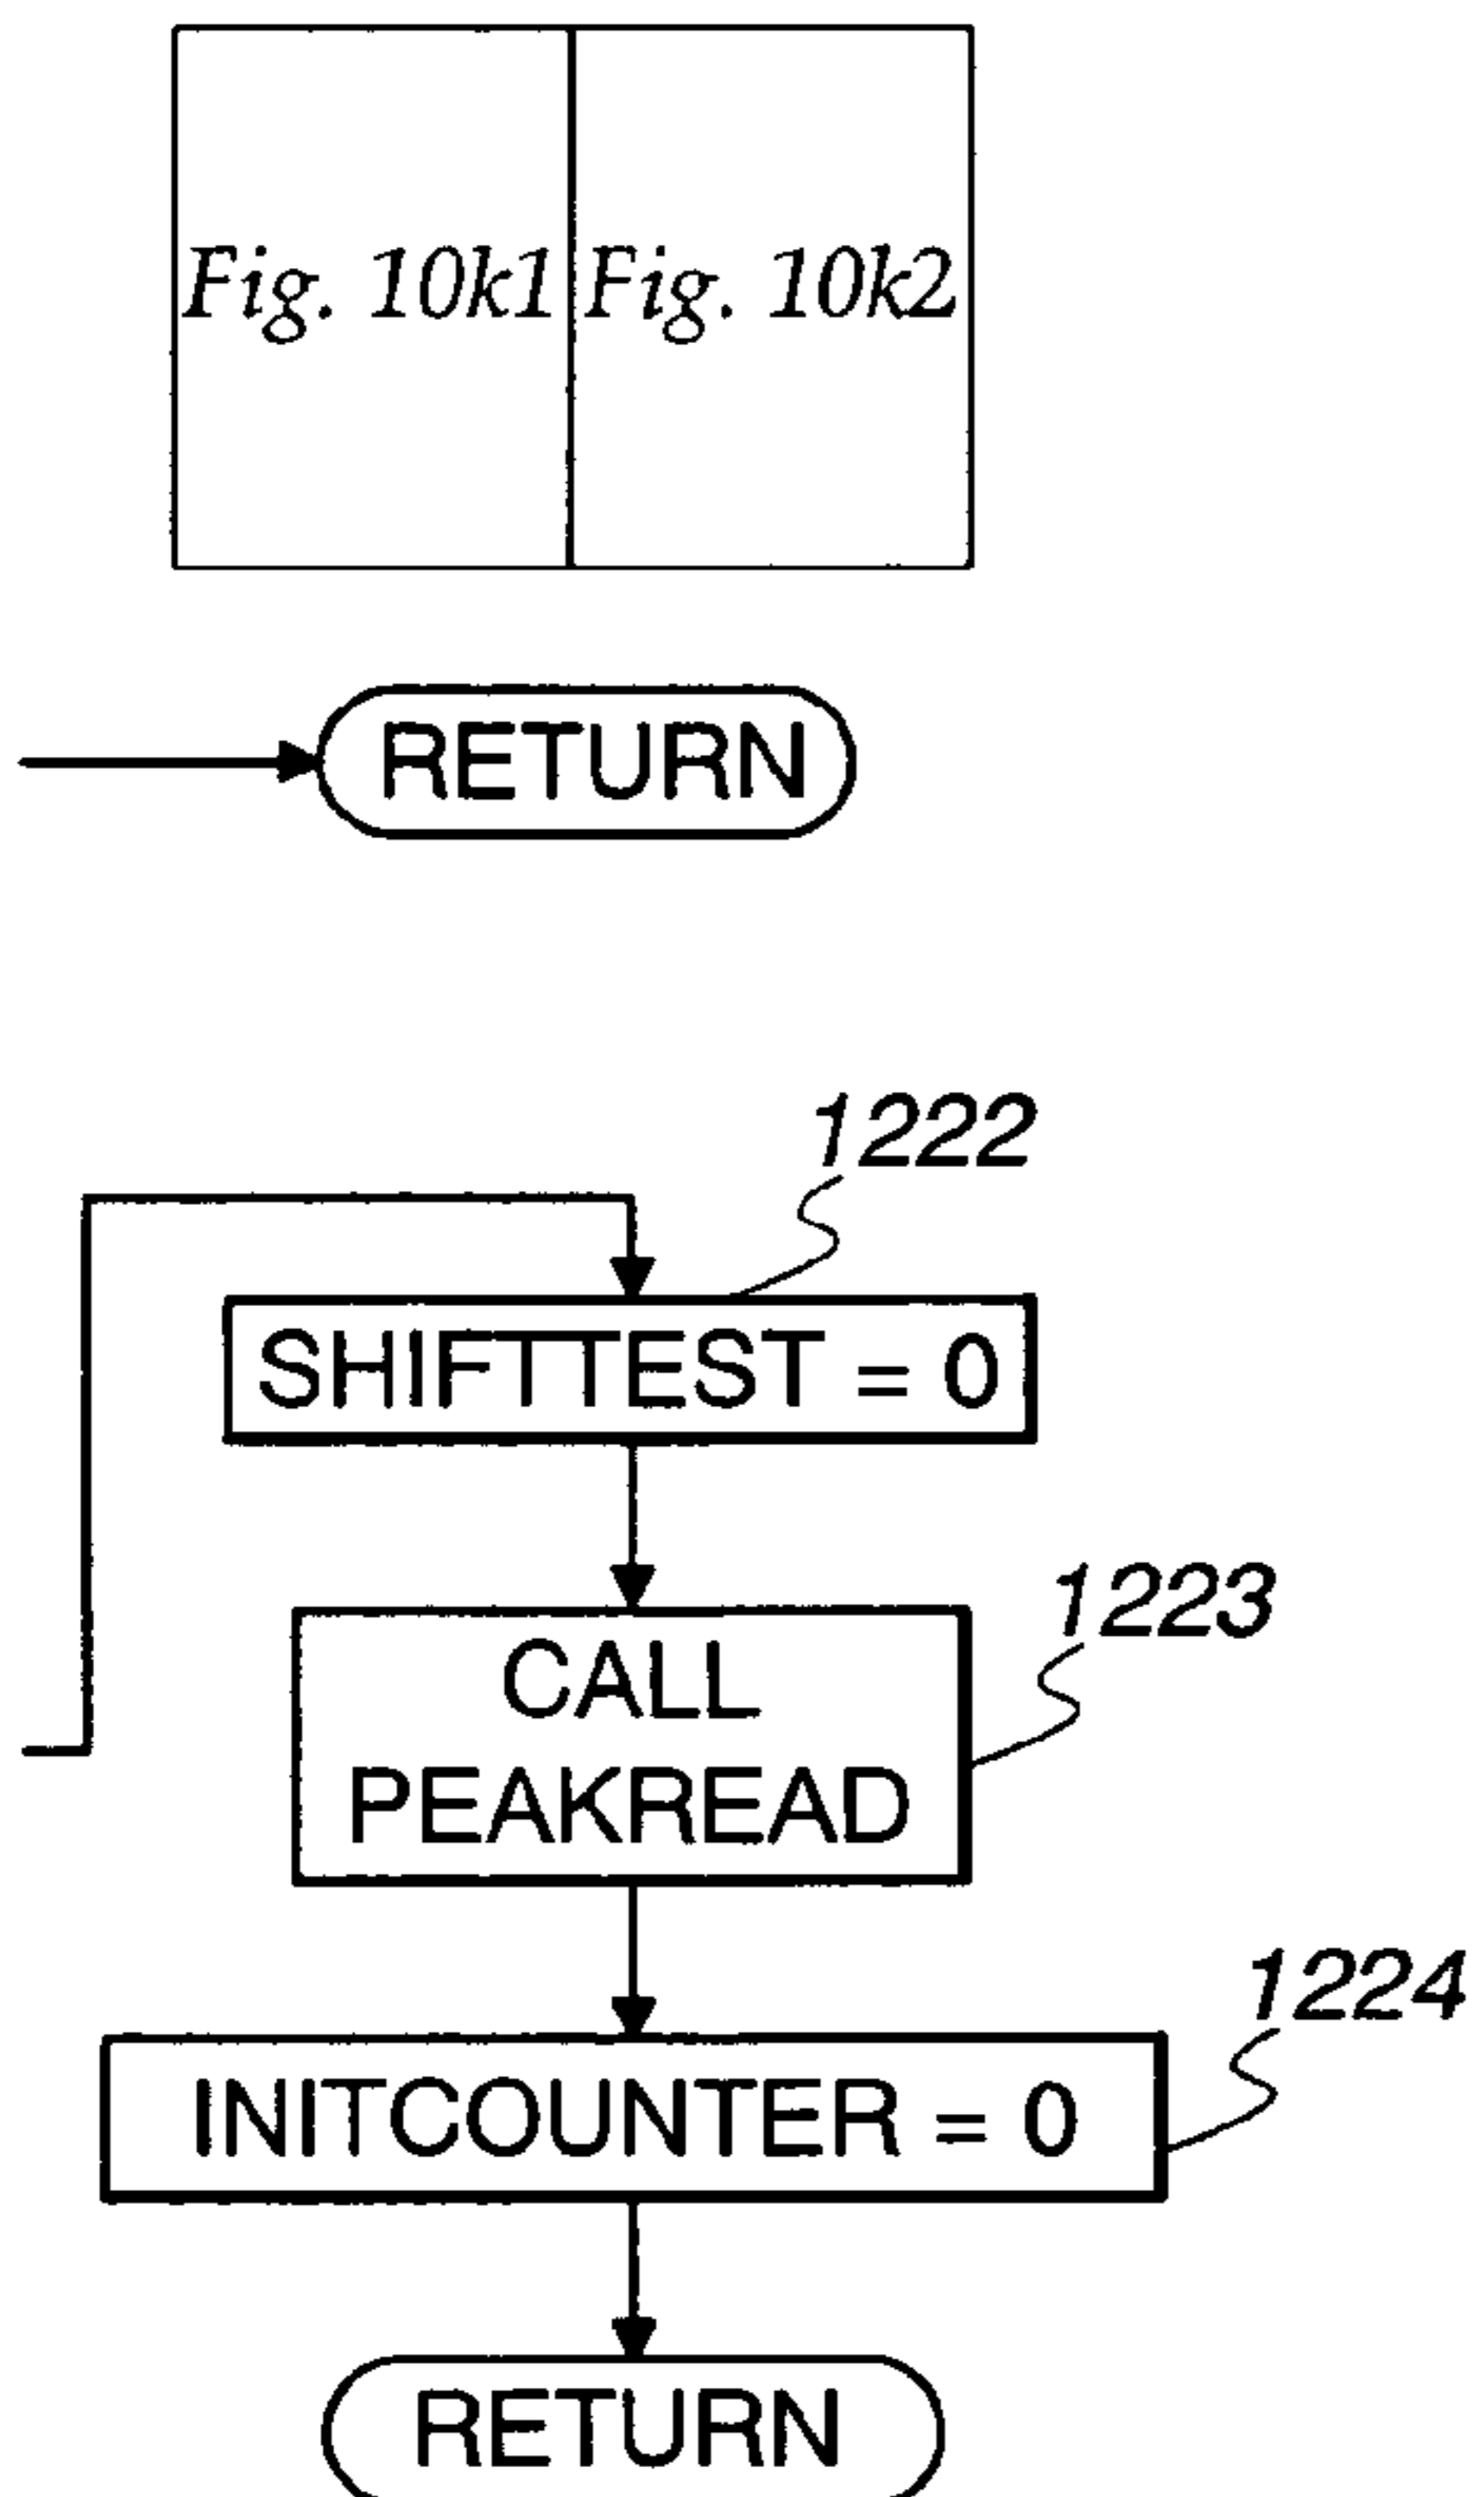 Fig. 10k1 Fig. 10k2
RETURN
1222
SHIFTTEST = 0
1223
CALL
PEAKREAD
1224
INITCOUNTER = 0
RETURN